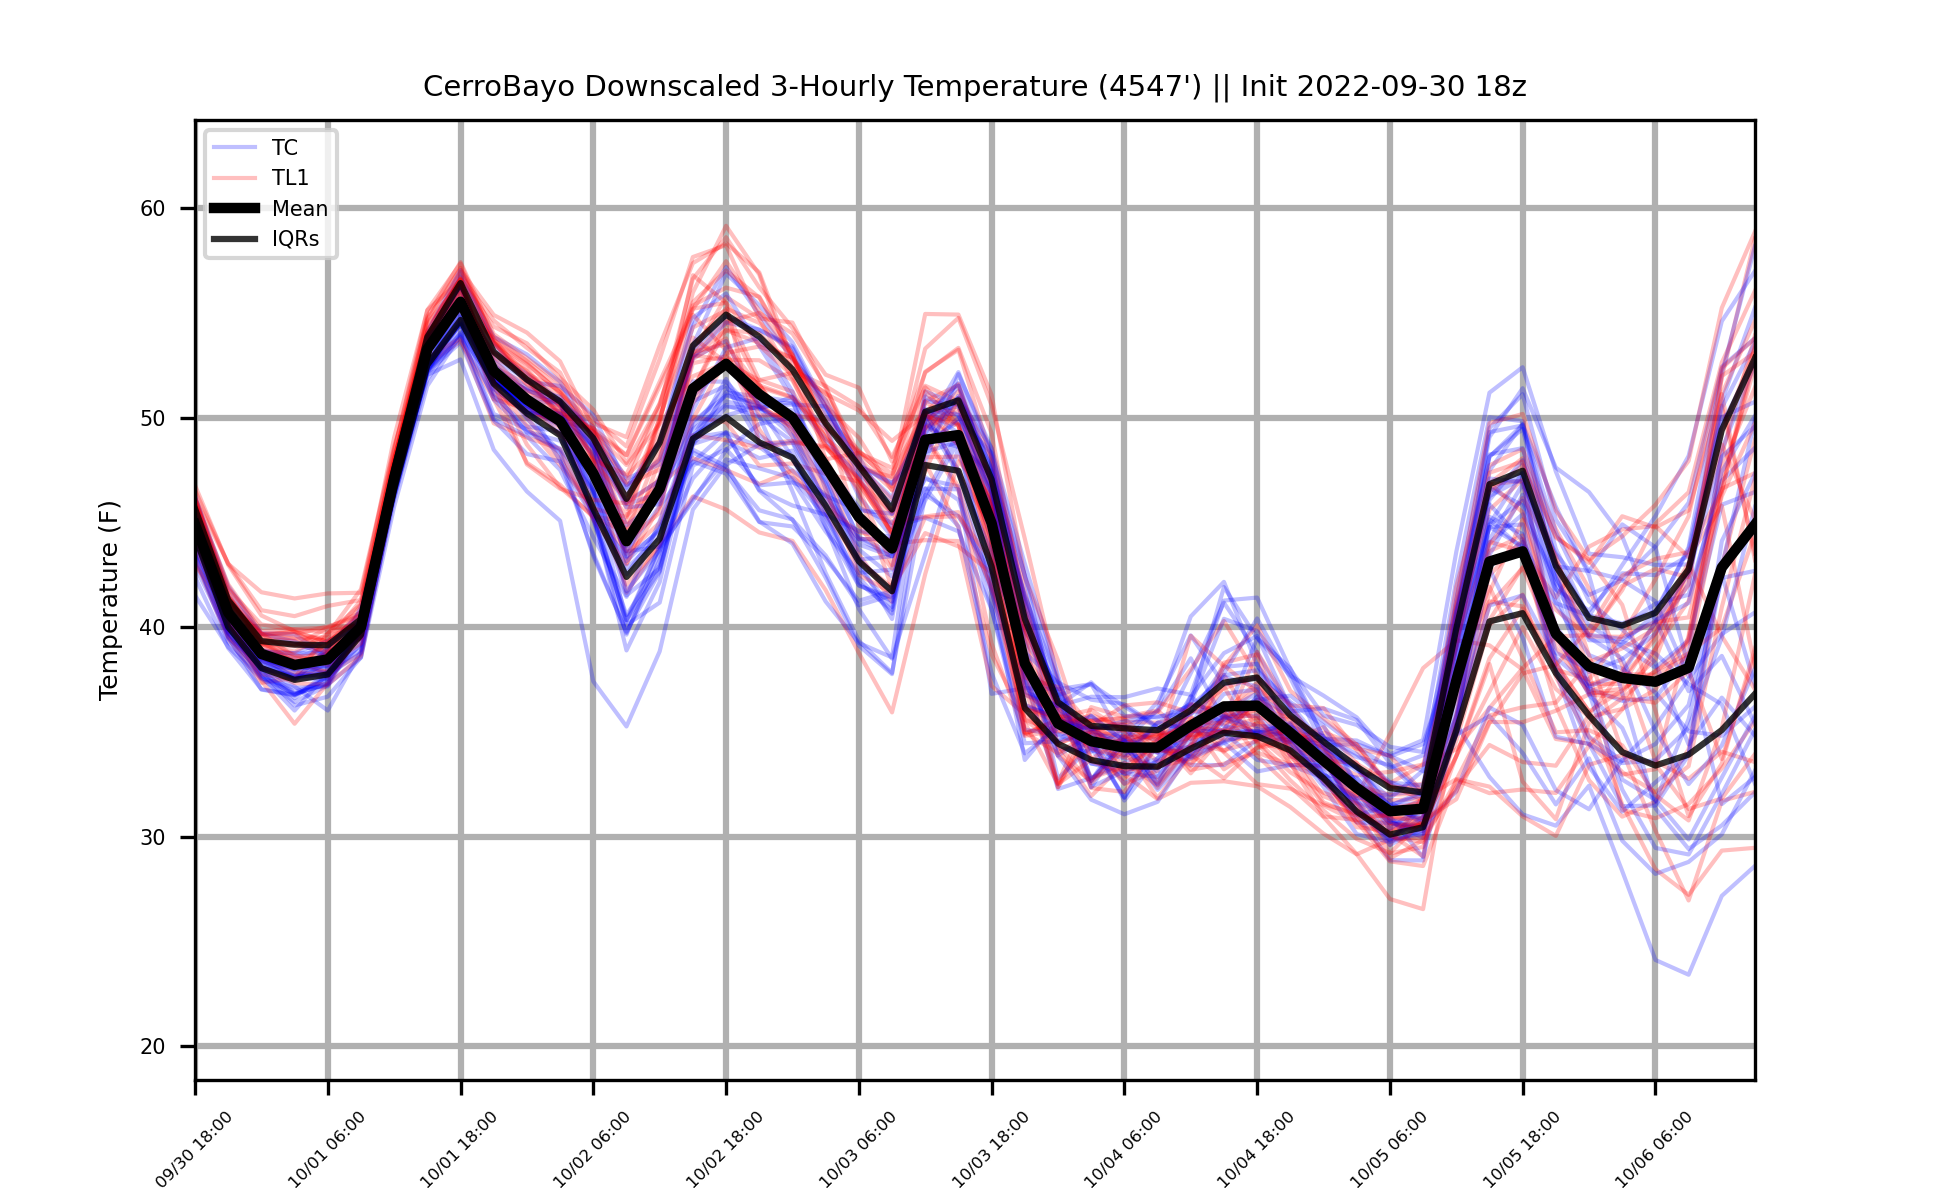 CerroBayo Downscaled 3-Hourly Temperature (4547') || Init 2022-09-30 18z
TC
TL1
Mean
IQRs
Temperature (F)
60
50
40
30
20
09/30 18:00
10/01 06:00
10/01 18:00
10/02 06:00
10/02 18:00
10/03 06:00
10/03 18:00
10/04 06:00
10/04 18:00
10/05 06:00
10/05 18:00
10/06 06:00